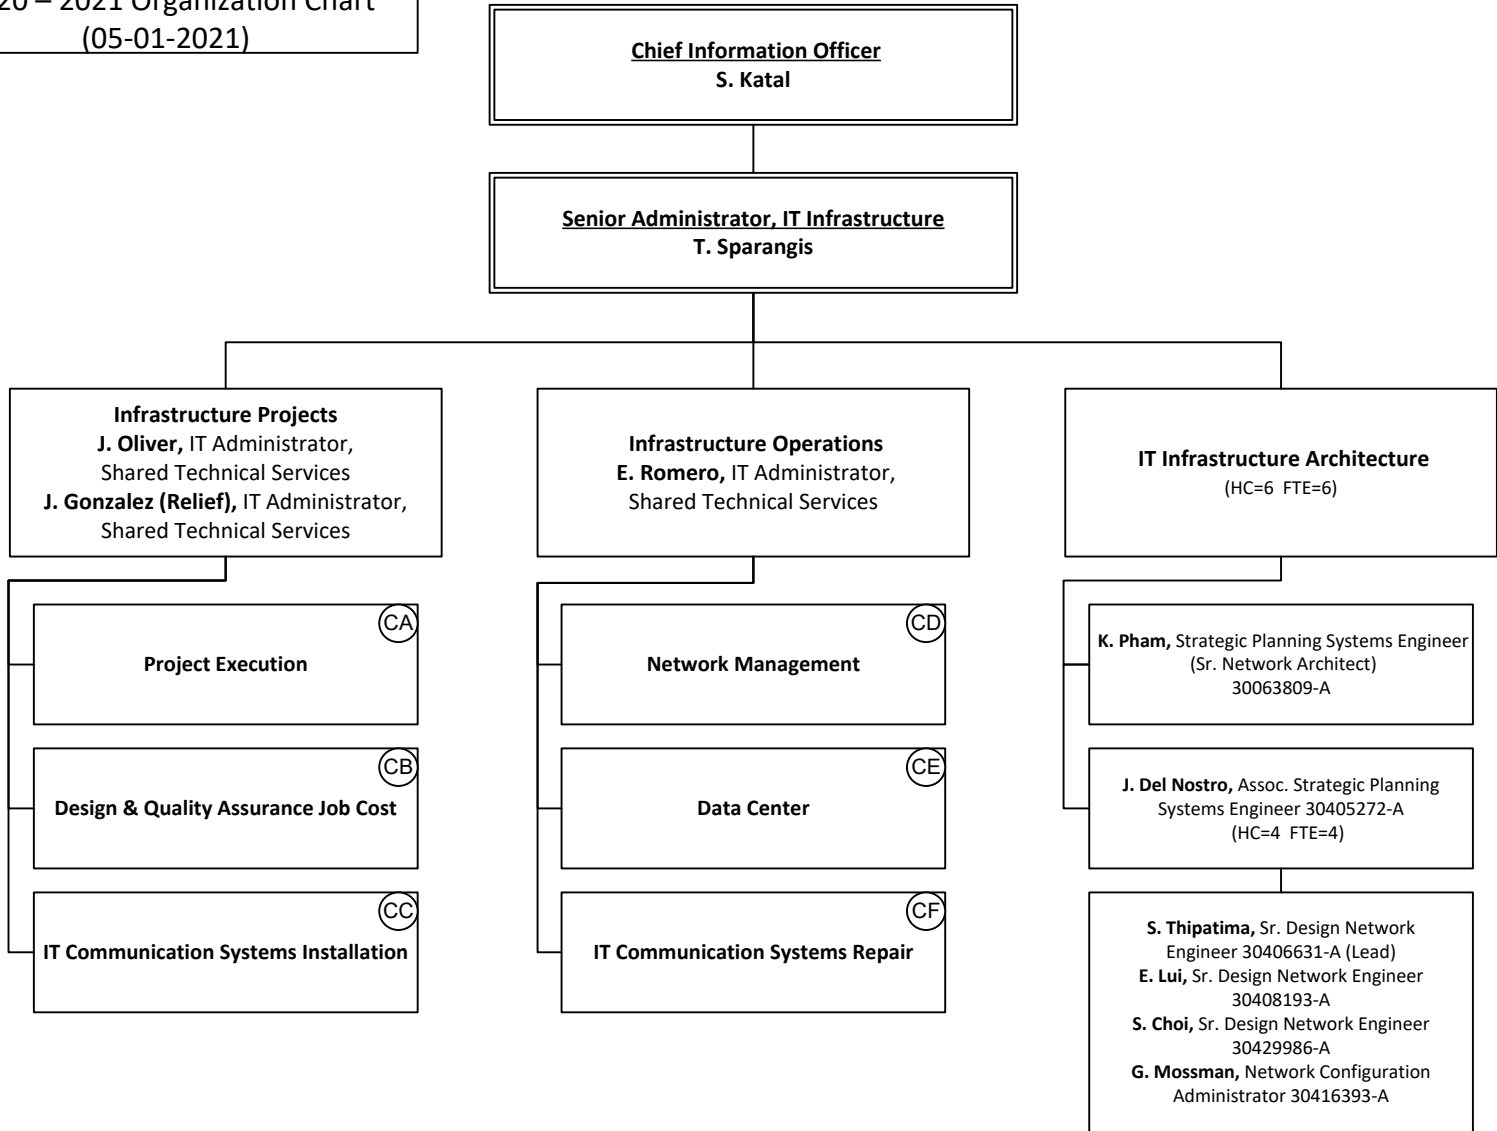 20 – 2021 Organization Chart
(05-01-2021)
Chief Information Officer
S. Katal
Senior Administrator, IT Infrastructure
T. Sparangis
Infrastructure Projects
J. Oliver, IT Administrator,
Shared Technical Services
J. Gonzalez (Relief), IT Administrator,
Shared Technical Services
Infrastructure Operations
E. Romero, IT Administrator,
Shared Technical Services
IT Infrastructure Architecture
(HC=6 FTE=6)
CA
Project Execution
CB
Design & Quality Assurance Job Cost
CC
IT Communication Systems Installation
CD
Network Management
CE
Data Center
CF
IT Communication Systems Repair
K. Pham, Strategic Planning Systems Engineer
(Sr. Network Architect)
30063809-A
J. Del Nostro, Assoc. Strategic Planning
Systems Engineer 30405272-A
(HC=4 FTE=4)
S. Thipatima, Sr. Design Network
Engineer 30406631-A (Lead)
E. Lui, Sr. Design Network Engineer
30408193-A
S. Choi, Sr. Design Network Engineer
30429986-A
G. Mossman, Network Configuration
Administrator 30416393-A